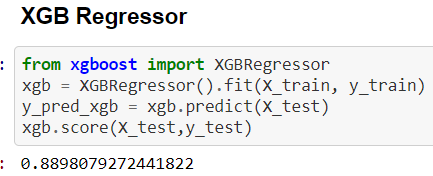 XGB Regressor
: from xgboost import XGBRegressor
xgb = XGBRegressor().fit(X_train, y_train)
y_pred_xgb = xgb.predict(X_test)
xgb.score(X_test,y_test)
: 0.8898079272441822